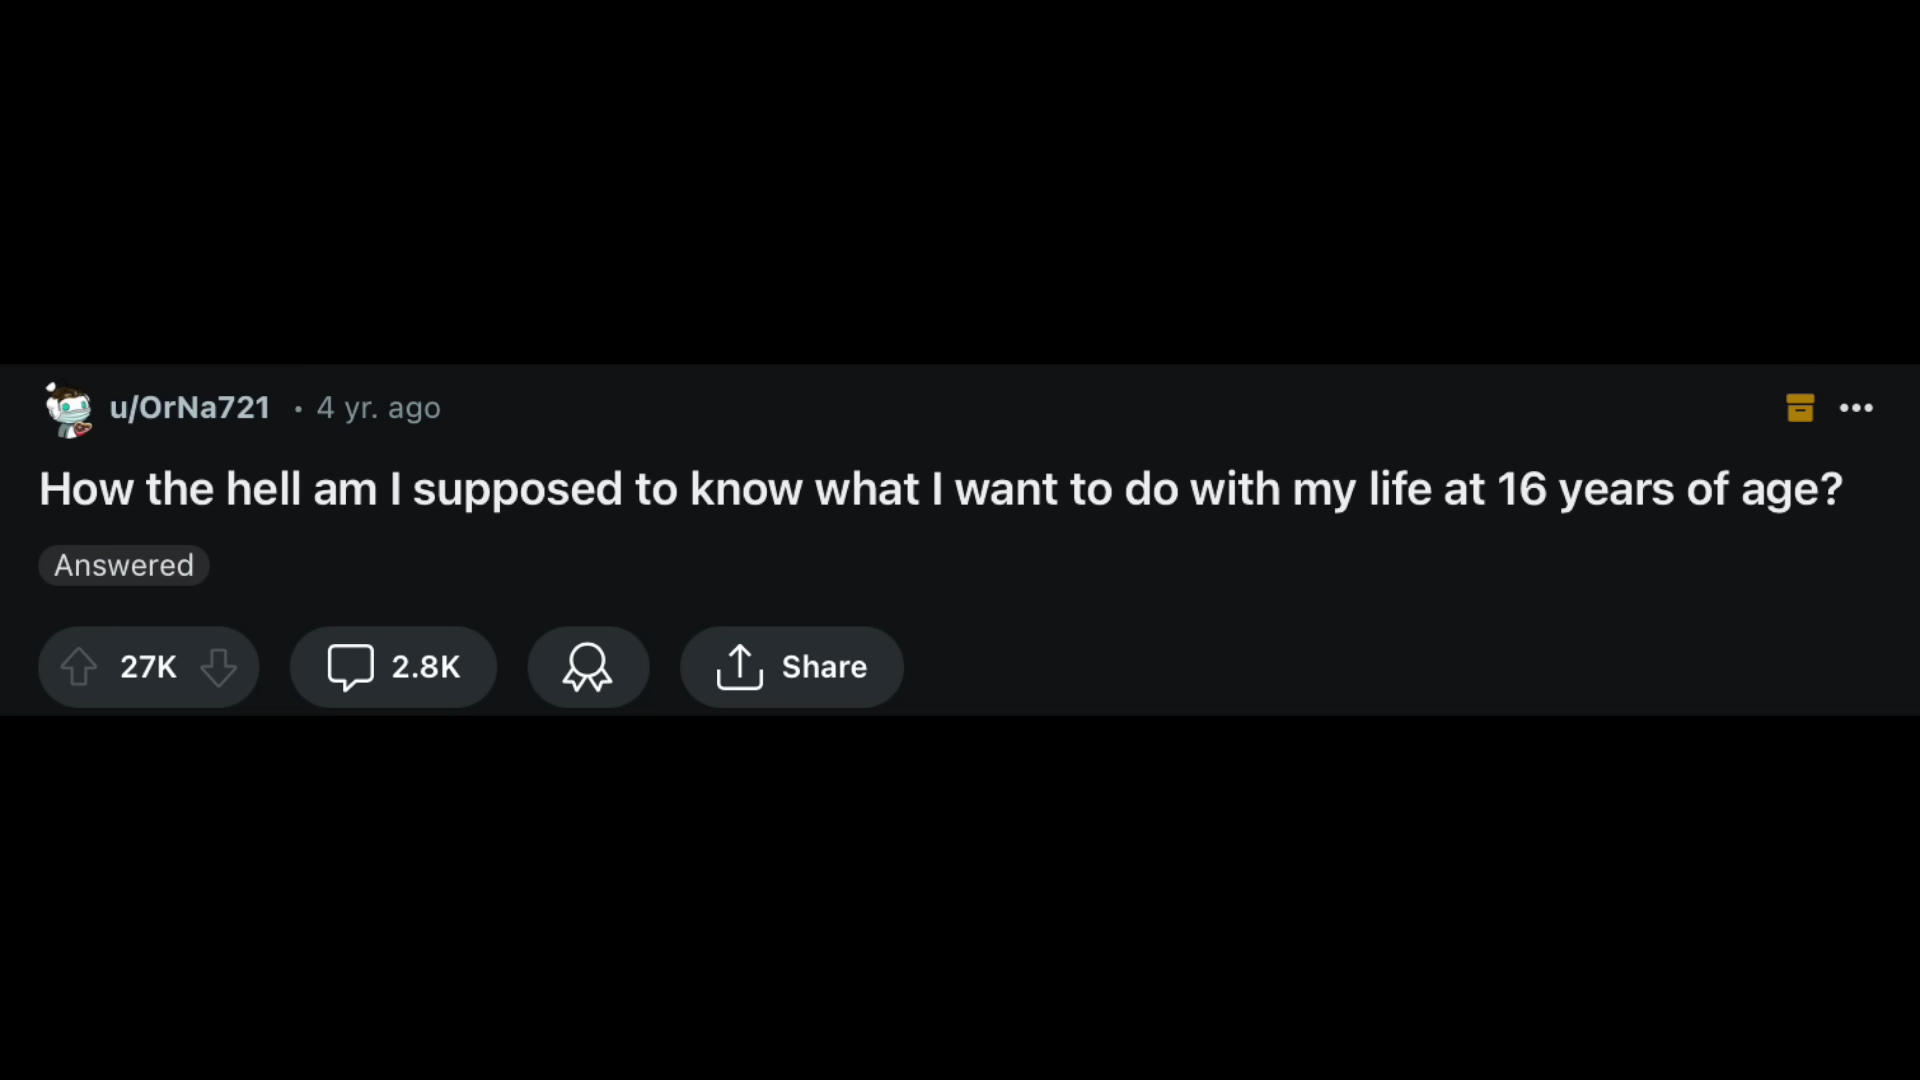 u/OrNa721 • 4 yr. ago
How the hell am I supposed to know what I want to do with my life at 16 years of age?
Answered
27K 2.8K Share